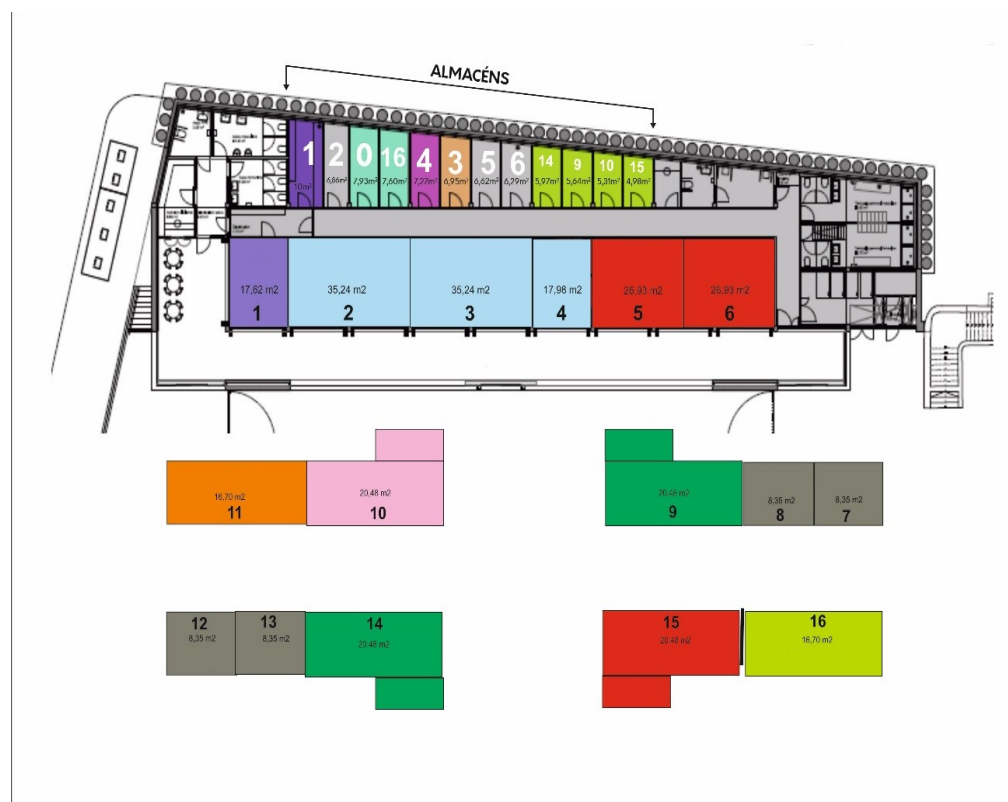 ALMACÉNS
1
10m²
2
6,86m²
0
7,93m²
16
7,60m²
4
7,27m²
3
6,95m²
5
6,62m²
6
6,29m²
14
5,97m²
9
5,64m²
10
5,31m²
15
4,98m²
17,62 m2
1
35,24 m2
2
35,24 m2
3
17,98 m2
4
26,93 m2
5
26,93 m2
6
16,70 m2
11
20,48 m2
10
20,48 m2
9
8,35 m2
8
8,35 m2
7
12
8,35 m2
13
8,35 m2
14
20,48 m2
15
20,48 m2
16
16,70 m2